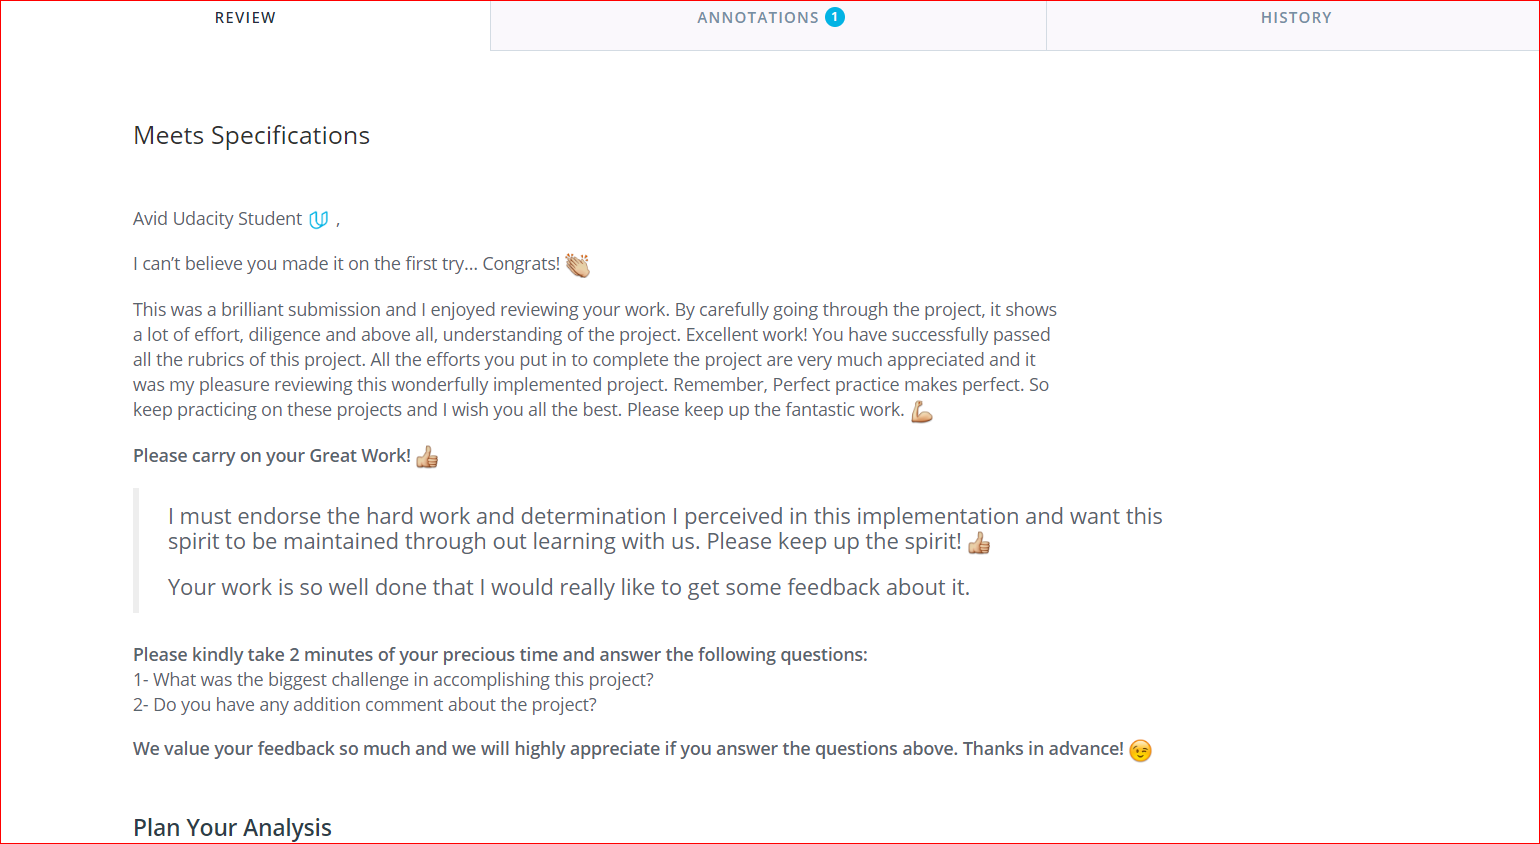 REVIEW
ANNOTATIONS 1
HISTORY
Meets Specifications
Avid Udacity Student ,
I can’t believe you made it on the first try... Congrats! 👏
This was a brilliant submission and I enjoyed reviewing your work. By carefully going through the project, it shows
a lot of effort, diligence and above all, understanding of the project. Excellent work! You have successfully passed
all the rubrics of this project. All the efforts you put in to complete the project are very much appreciated and it
was my pleasure reviewing this wonderfully implemented project. Remember, Perfect practice makes perfect. So
keep practicing on these projects and I wish you all the best. Please keep up the fantastic work. 💪
Please carry on your Great Work! 👍
I must endorse the hard work and determination I perceived in this implementation and want this
spirit to be maintained through out learning with us. Please keep up the spirit! 👍
Your work is so well done that I would really like to get some feedback about it.
Please kindly take 2 minutes of your precious time and answer the following questions:
1- What was the biggest challenge in accomplishing this project?
2- Do you have any addition comment about the project?
We value your feedback so much and we will highly appreciate if you answer the questions above. Thanks in advance! 😉
Plan Your Analysis